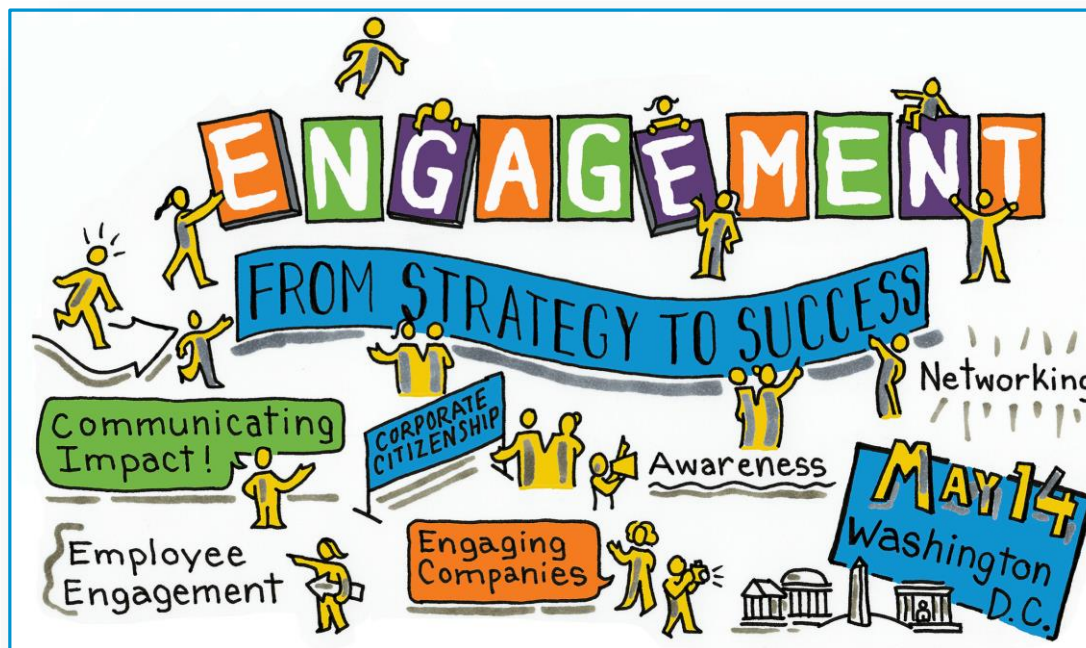 ENGAGEMENT
FROM STRATEGY TO SUCCESS
Networking
Communicating
Impact!
CORPORATE
CITIZENSHIP
Awareness
MAY 14
Washington
D.C.
Employee
Engagement
Engaging
Companies